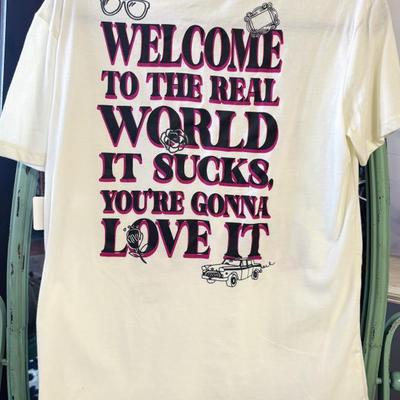 WELCOME
TO THE REAL
WORLD
IT SUCKS,
YOU'RE GONNA
LOVE IT